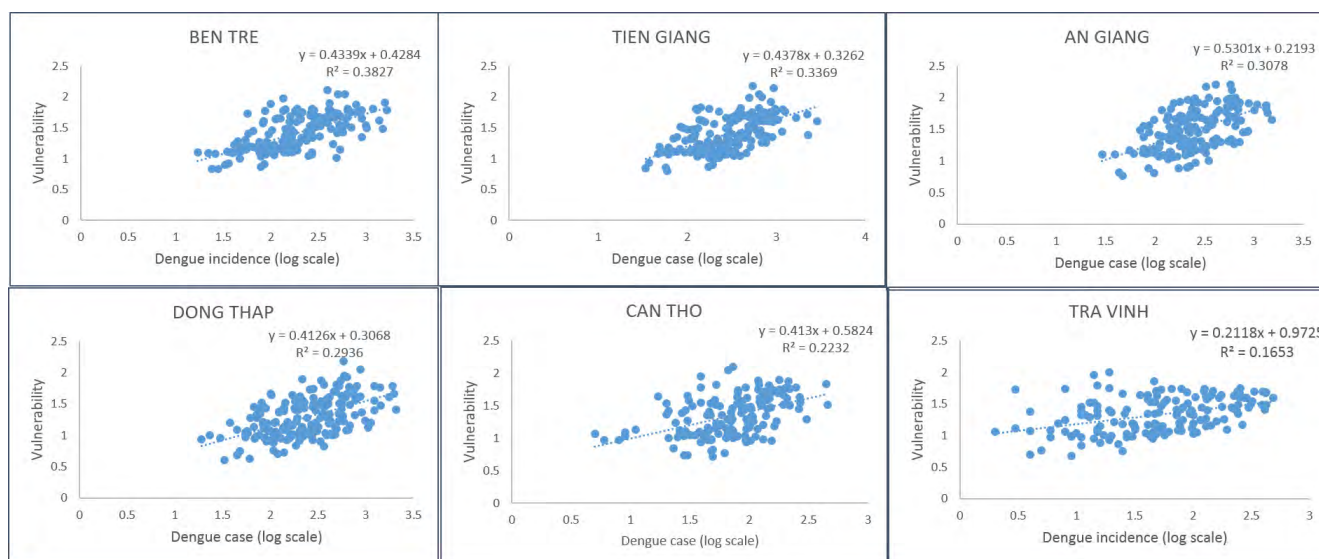 BEN TRE
y = 0.4339x + 0.4284
R² = 0.3827
2.5
2
1.5
1
0.5
0
Vulnerability
0 0.5 1 1.5 2 2.5 3 3.5
Dengue incidence (log scale)
TIEN GIANG
y = 0.4378x + 0.3262
R² = 0.3369
2.5
2
1.5
1
0.5
0
Vulnerability
0 1 2 3 4
Dengue case (log scale)
AN GIANG
y = 0.5301x + 0.2193
R² = 0.3078
2.5
2
1.5
1
0.5
0
Vulnerability
0 0.5 1 1.5 2 2.5 3 3.5
Dengue case (log scale)
DONG THAP
y = 0.4126x + 0.3068
R² = 0.2936
2.5
2
1.5
1
0.5
0
Vulnerability
0 0.5 1 1.5 2 2.5 3 3.5
Dengue case (log scale)
CAN THO
y = 0.413x + 0.5824
R² = 0.2232
2.5
2
1.5
1
0.5
0
Vulnerability
0 0.5 1 1.5 2 2.5 3
Dengue case (log scale)
TRA VINH
y = 0.2118x + 0.9725
R² = 0.1653
2.5
2
1.5
1
0.5
0
Vulnerability
0 0.5 1 1.5 2 2.5 3
Dengue incidence (log scale)